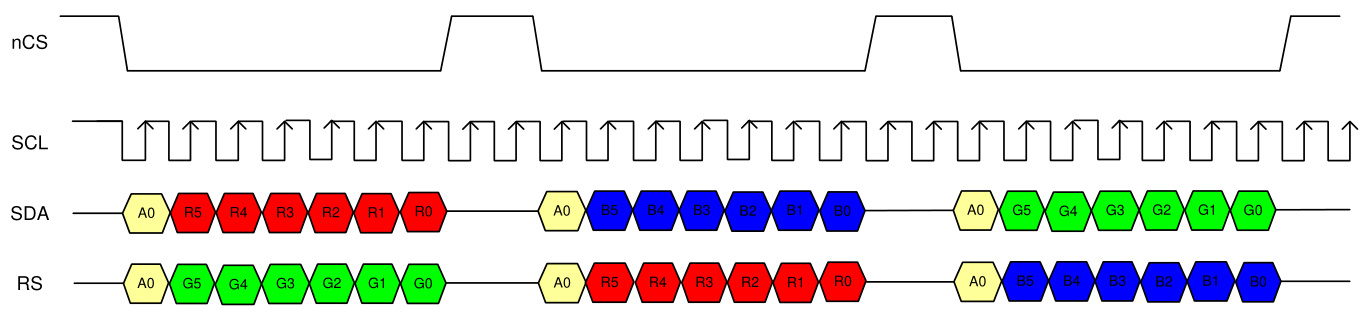 nCS
SCL
SDA A0 R5 R4 R3 R2 R1 R0 A0 B5 B4 B3 B2 B1 B0 A0 G5 G4 G3 G2 G1 G0
RS A0 G5 G4 G3 G2 G1 G0 A0 R5 R4 R3 R2 R1 R0 A0 B5 B4 B3 B2 B1 B0